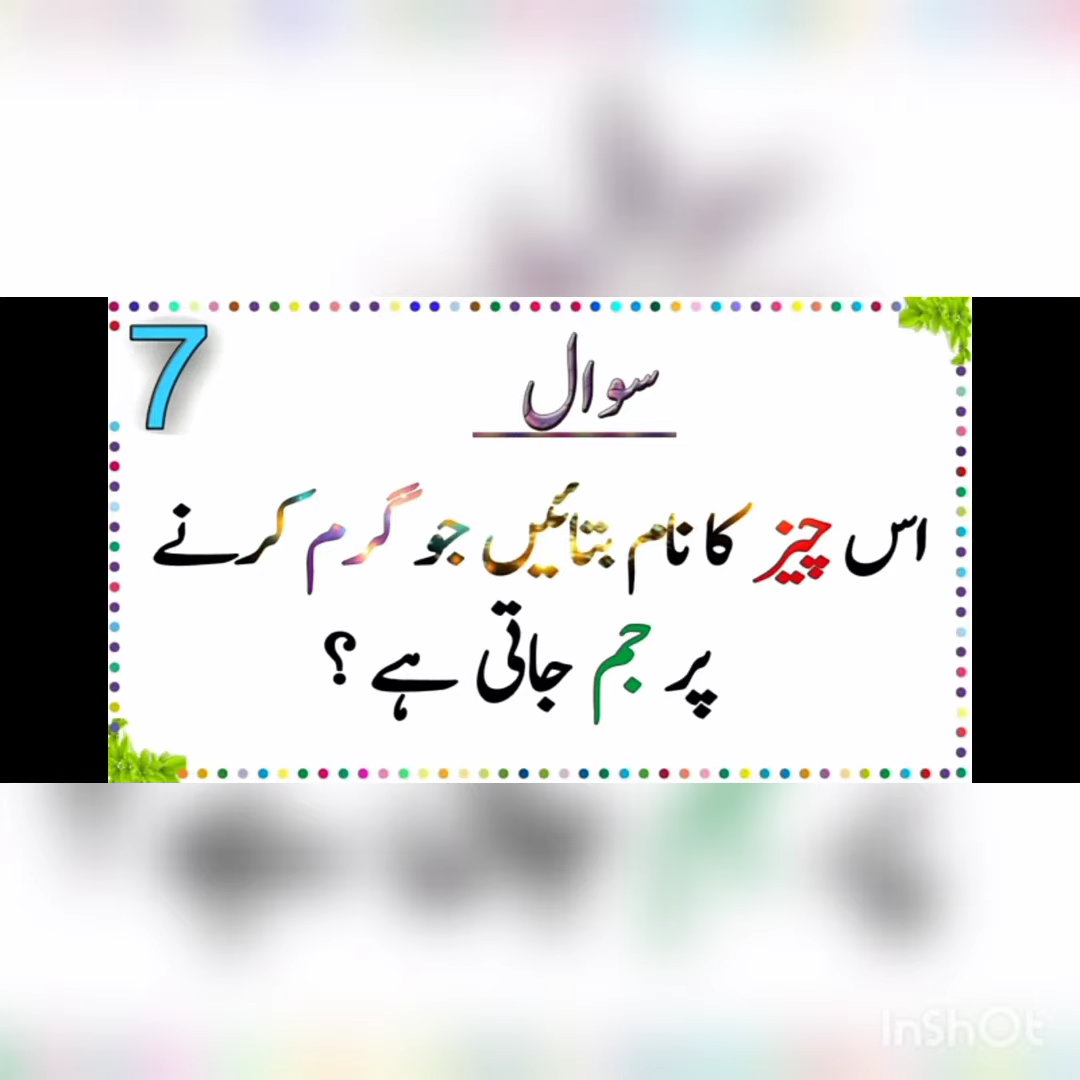 7
سوال
اس چیز کا نام بتائیں جو گرم کرنے
پر جم جاتی ہے ؟
InShOt